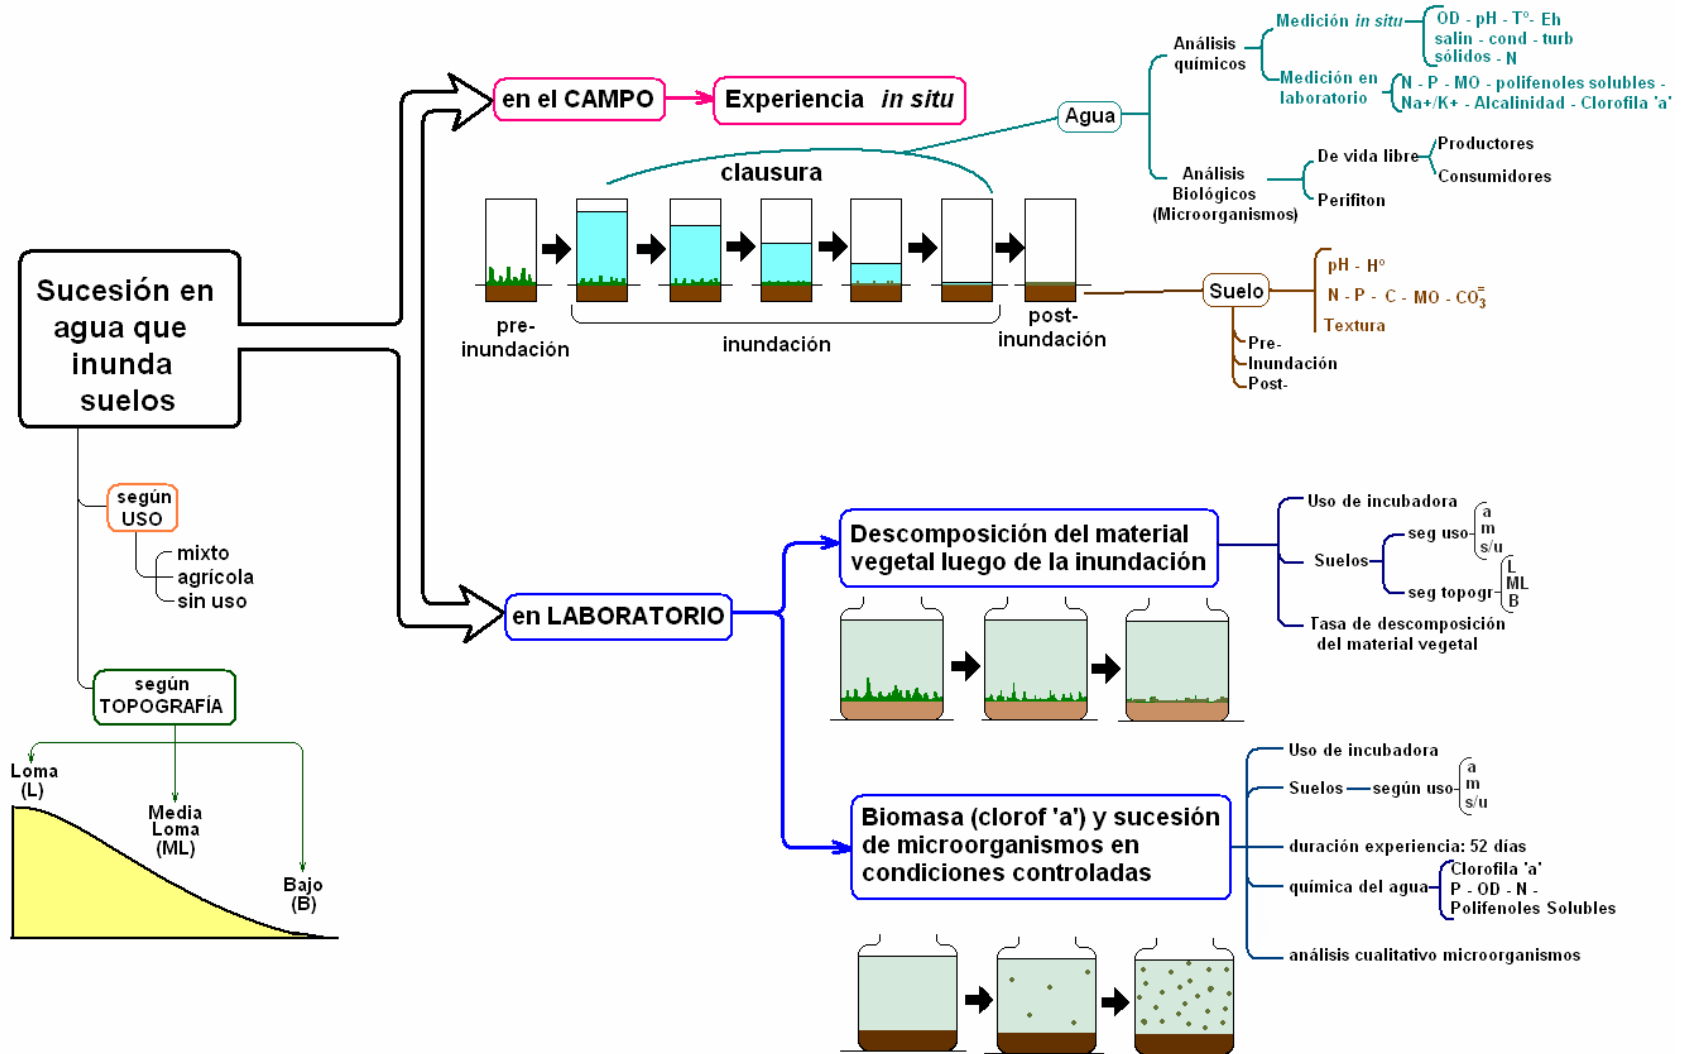 Sucesión en
agua que
inunda
suelos
según
USO
mixto
agrícola
sin uso
según
TOPOGRAFÍA
Loma
(L)
Media
Loma
(ML)
Bajo
(B)
en el CAMPO
Experiencia in situ
clausura
pre-
inundación
inundación
post-
inundación
Agua
Análisis
químicos
Medición in situ
OD - pH - Tº- Eh
salin - cond - turb
sólidos - N
Medición en
laboratorio
N - P - MO - polifenoles solubles -
Na+/K+ - Alcalinidad - Clorofila 'a'
Análisis
Biológicos
(Microorganismos)
De vida libre
Productores
Consumidores
Perifiton
Suelo
pH - Hº
N - P - C - MO - CO₃⁼
Textura
Pre-
Inundación
Post-
en LABORATORIO
Descomposición del material
vegetal luego de la inundación
Uso de incubadora
Suelos
seg uso
a
m
s/u
seg topogr
L
ML
B
Tasa de descomposición
del material vegetal
Biomasa (clorof 'a') y sucesión
de microorganismos en
condiciones controladas
Uso de incubadora
Suelos
según uso
a
m
s/u
duración experiencia: 52 días
química del agua
Clorofila 'a'
P - OD - N -
Polifenoles Solubles
análisis cualitativo microorganismos